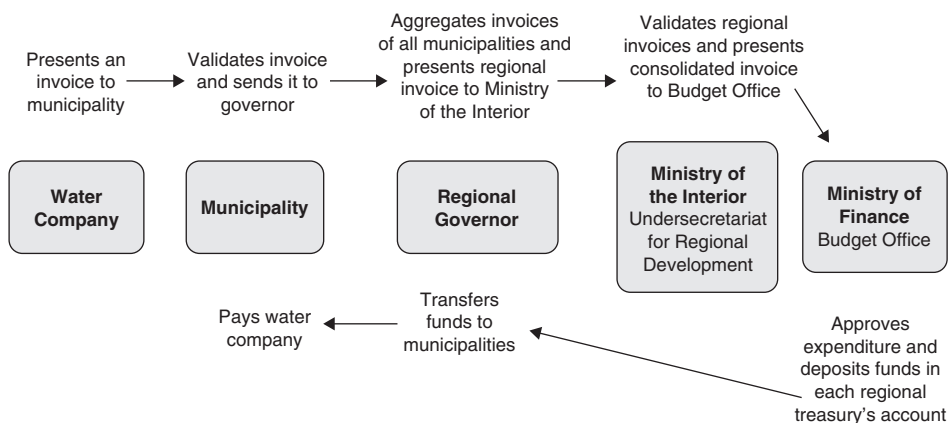 Presents an
invoice to
municipality
Validates invoice
and sends it to
governor
Aggregates invoices
of all municipalities and
presents regional
invoice to Ministry
of the Interior
Validates regional
invoices and presents
consolidated invoice
to Budget Office
Water
Company
Municipality
Regional
Governor
Ministry of
the Interior
Undersecretariat
for Regional
Development
Ministry of
Finance
Budget Office
Pays water
company
Transfers
funds to
municipalities
Approves
expenditure and
deposits funds in
each regional
treasury's account